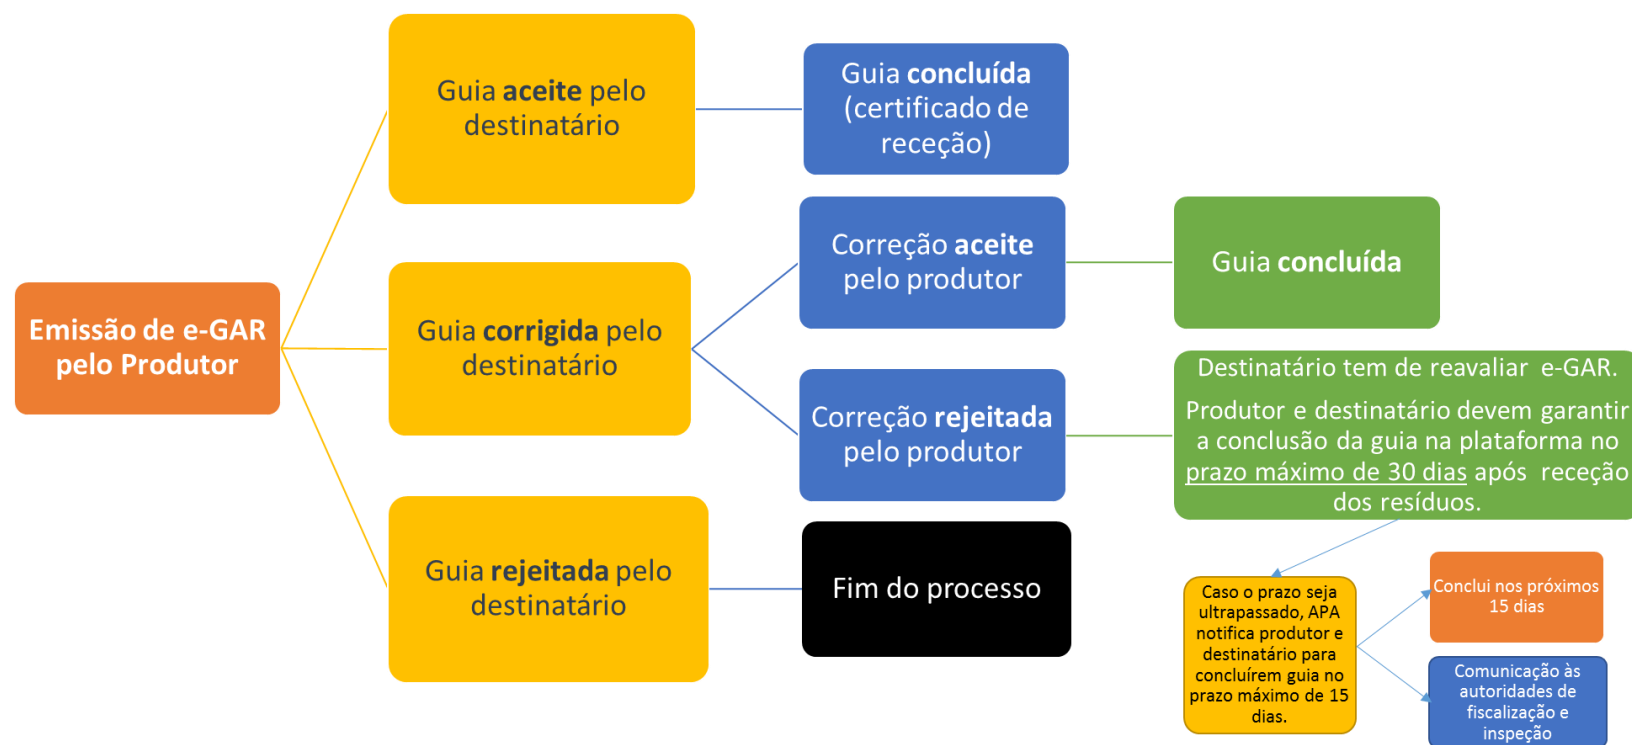 Emissão de e-GAR
pelo Produtor
Guia aceite pelo
destinatário
Guia concluída
(certificado de
receção)
Guia corrigida pelo
destinatário
Correção aceite
pelo produtor
Guia concluída
Correção rejeitada
pelo produtor
Destinatário tem de reavaliar e-GAR.
Produtor e destinatário devem garantir
a conclusão da guia na plataforma no
prazo máximo de 30 dias após receção
dos resíduos.
Guia rejeitada pelo
destinatário
Fim do processo
Caso o prazo seja
ultrapassado, APA
notifica produtor e
destinatário para
concluírem guia no
prazo máximo de 15
dias.
Conclui nos próximos
15 dias
Comunicação às
autoridades de
fiscalização e
inspeção